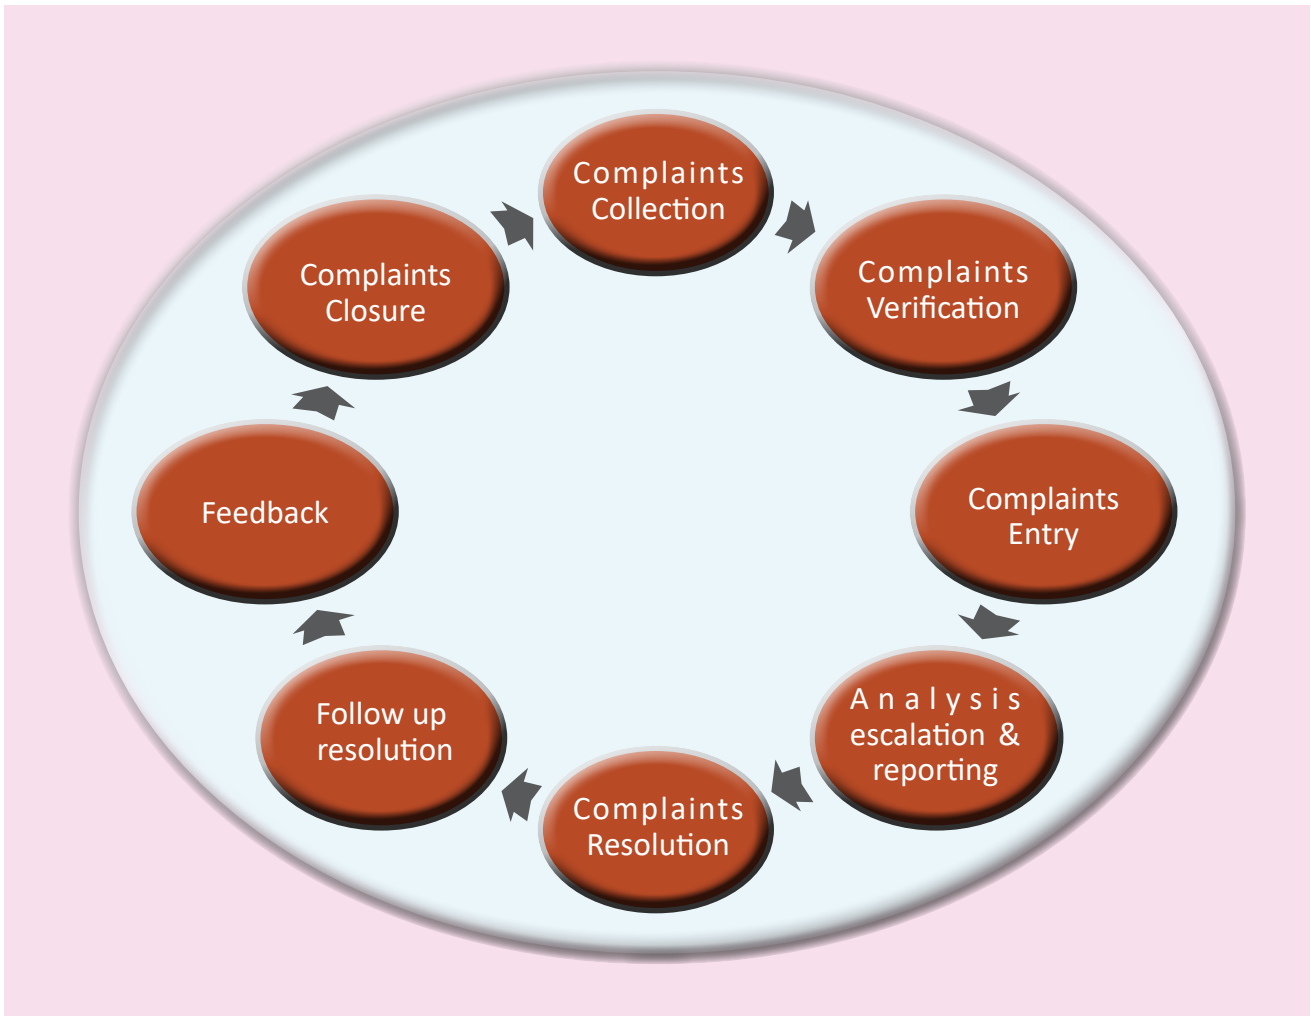 Complaints
Collection
Complaints
Verification
Complaints
Entry
Analysis
escalation &
reporting
Complaints
Resolution
Follow up
resolution
Feedback
Complaints
Closure